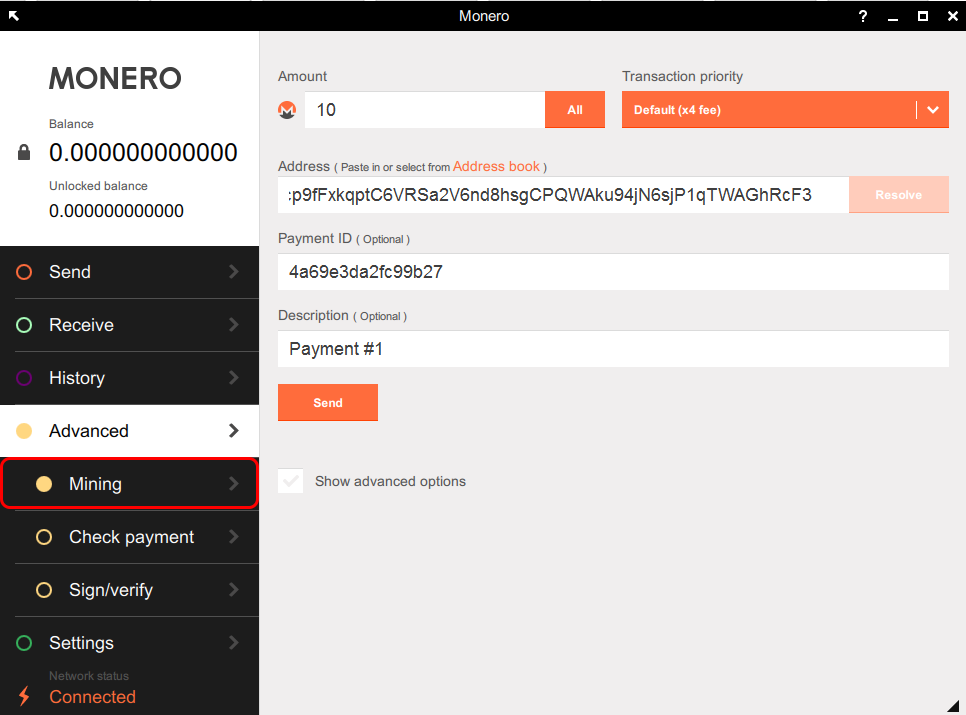 Monero
?
MONERO
Balance
0.000000000000
Unlocked balance
0.000000000000
Send
Receive
History
Advanced
Mining
Check payment
Sign/verify
Settings
Network status
Connected
Amount
10
All
Transaction priority
Default (x4 fee)
Address ( Paste in or select from Address book )
cp9fFxkqptC6VRSa2V6nd8hsgCPQWAku94jN6sjP1qTWAGhRcF3
Resolve
Payment ID ( Optional )
4a69e3da2fc99b27
Description ( Optional )
Payment #1
Send
Show advanced options